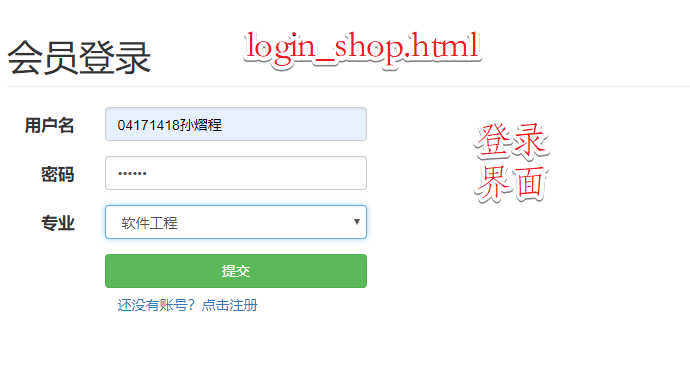 会员登录
login_shop.html
用户名
04171418孙熠程
密码
••••••
专业
软件工程
提交
还没有账号？点击注册
登录
界面